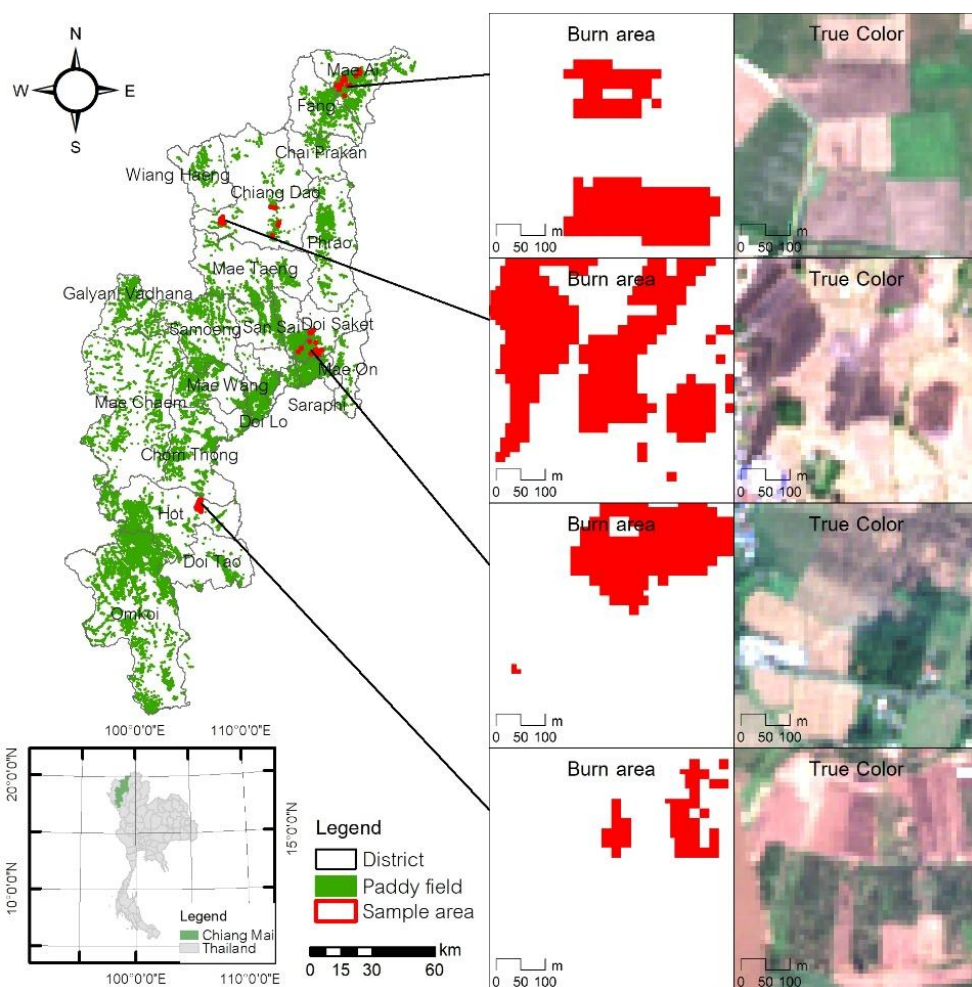 N
W E
S
Mae Ai
Fang
Chai Prakan
Wiang Haeng
Chiang Dao
Phrao
Mae Taeng
Galyani Vadhana
Samoeng
San Sai
Doi Saket
Mae On
Mae Wang
Mae Chaem
Saraphi
Doi Lo
Chom Thong
Hot
Doi Tao
Omkoi
Burn area
True Color
0 50 100 m
0 50 100 m
Burn area
True Color
0 50 100 m
0 50 100 m
Burn area
True Color
0 50 100 m
0 50 100 m
Burn area
True Color
0 50 100 m
0 50 100 m
100°0'0"E 110°0'0"E
20°0'0"N
10°0'0"N
15°0'0"N
Legend
Chiang Mai
Thailand
100°0'0"E 110°0'0"E
Legend
District
Paddy field
Sample area
km
0 15 30 60